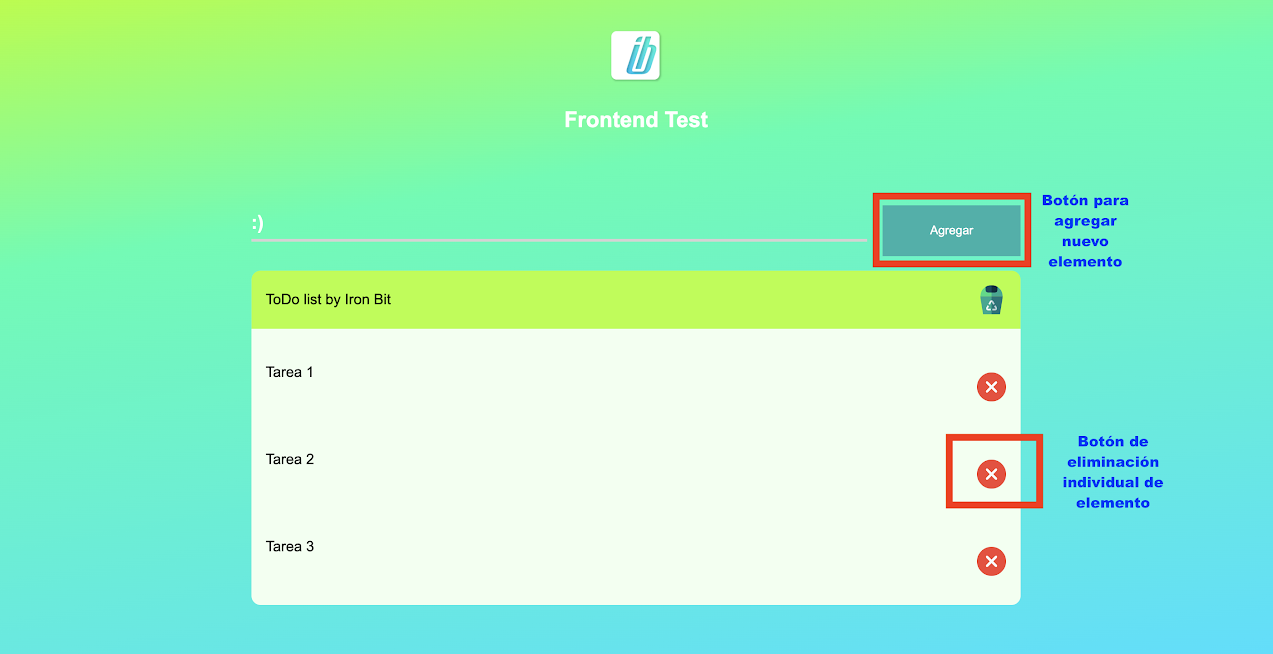 ib
Frontend Test
:)
Agregar
Botón para
agregar
nuevo
elemento
ToDo list by Iron Bit
Tarea 1
Tarea 2
Botón de
eliminación
individual de
elemento
Tarea 3